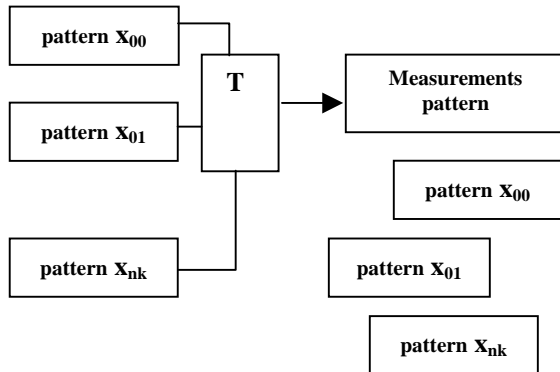 pattern x₀₀
T
Measurements
pattern
pattern x₀₁
pattern x₀₀
pattern xₙₖ
pattern x₀₁
pattern xₙₖ